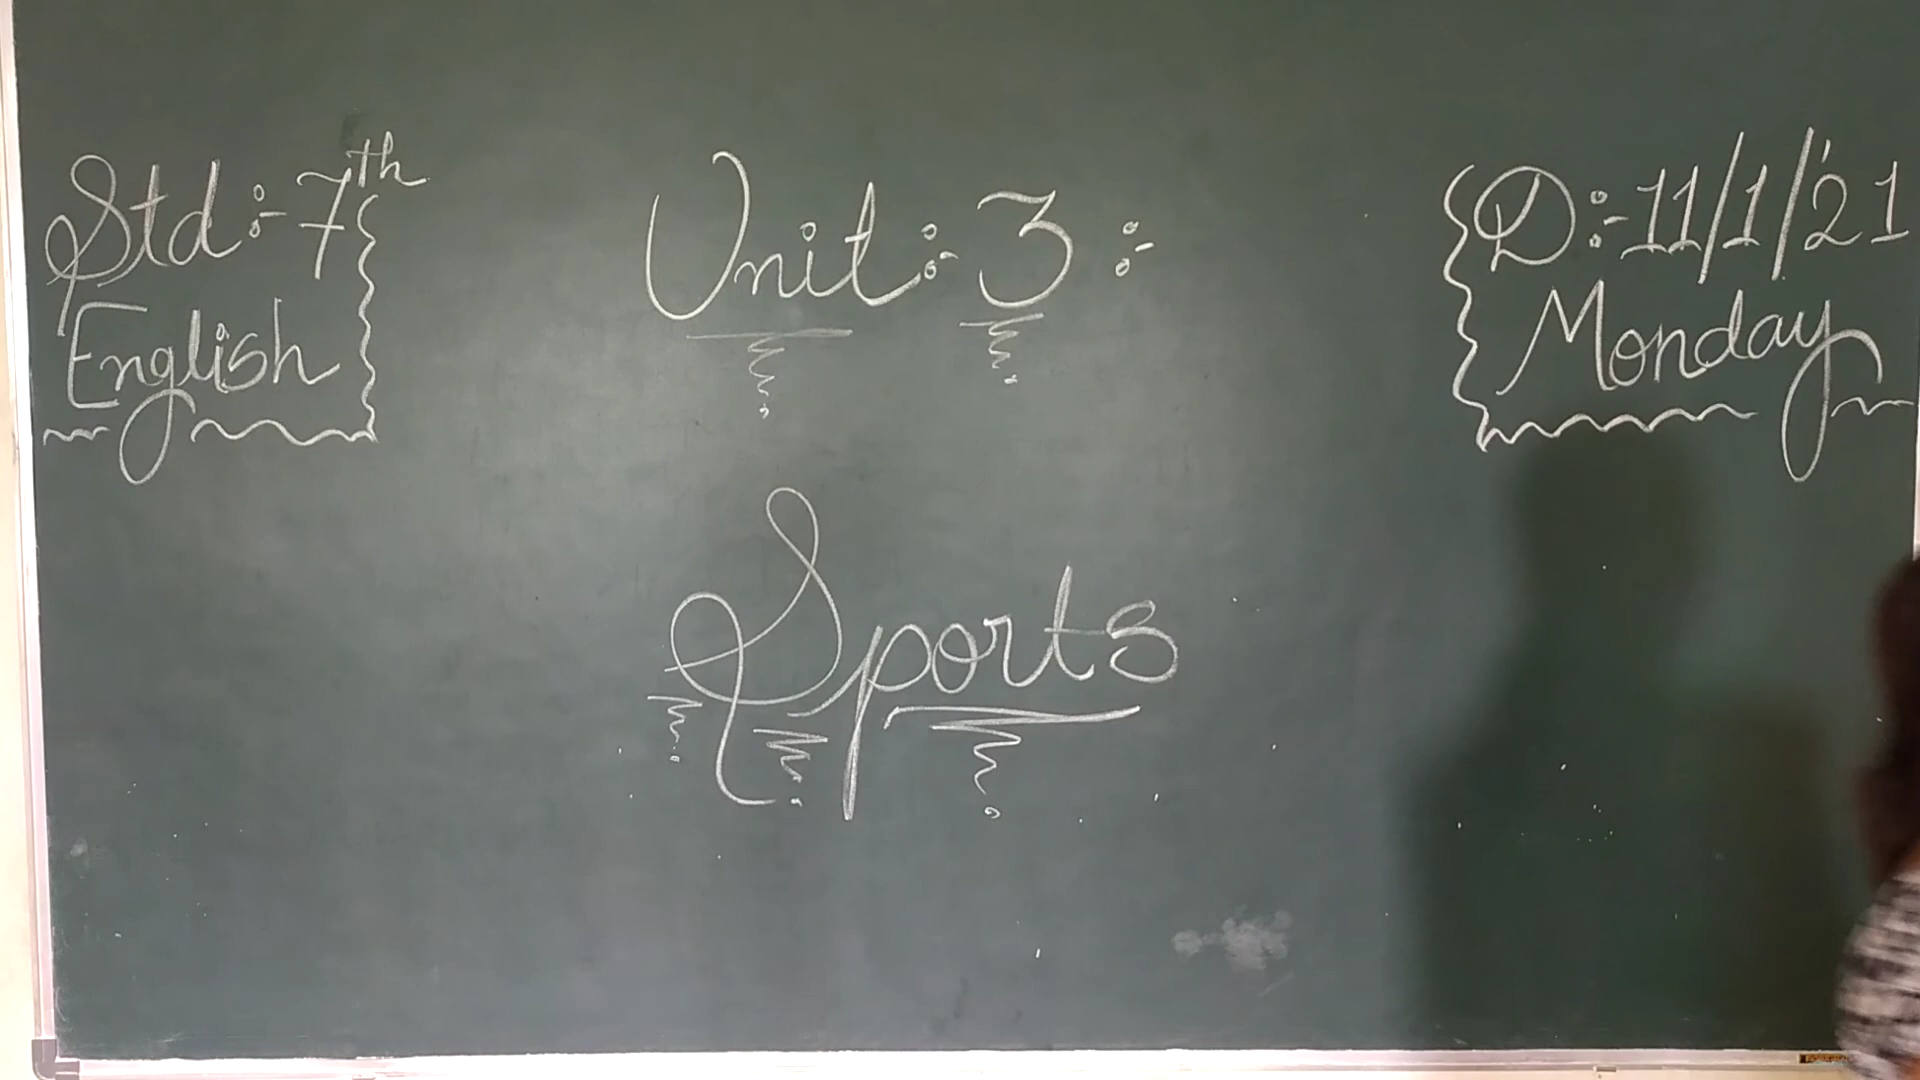 Std:- 7th
English
Unit:- 3 :-
D:- 11/1/'21
Monday
Sports